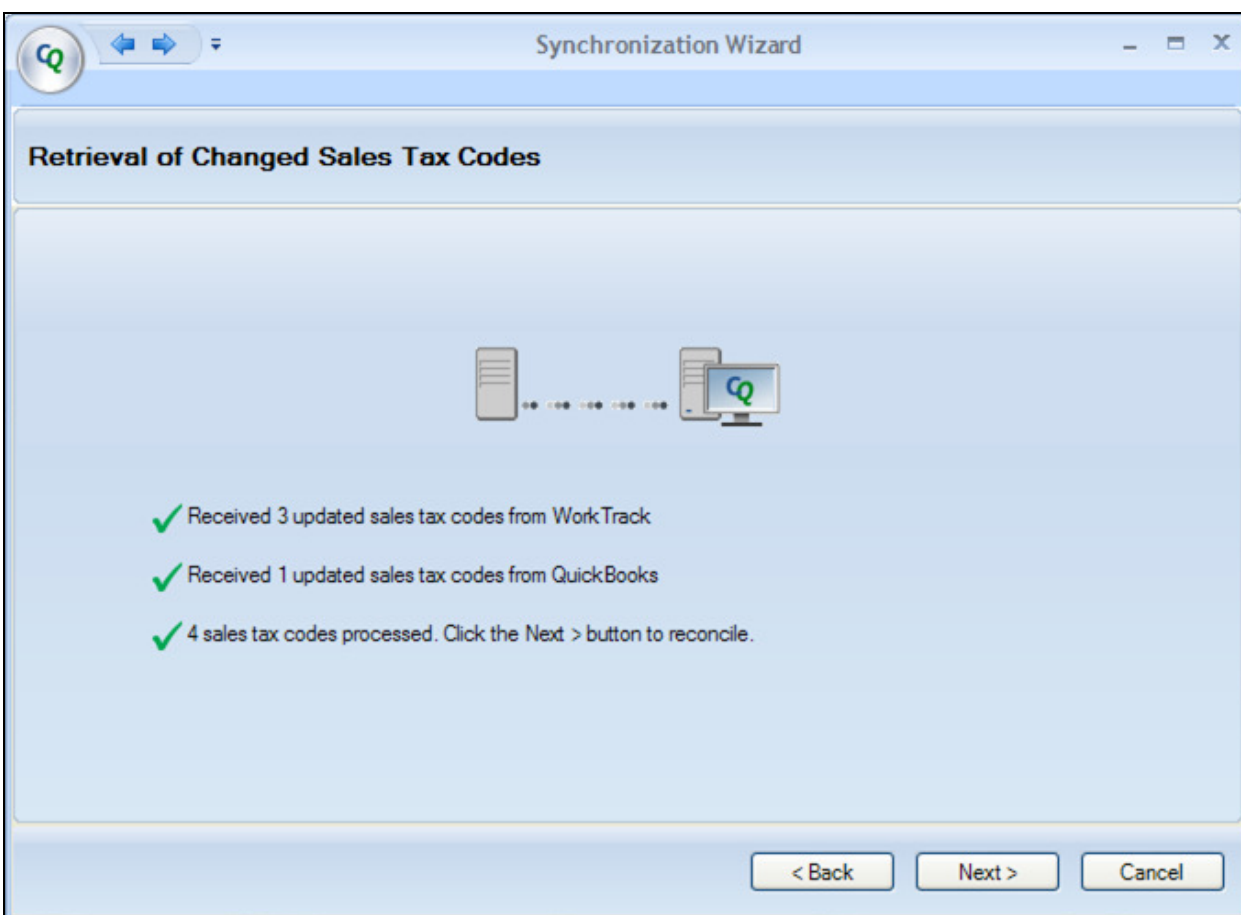 CQ
Synchronization Wizard
Retrieval of Changed Sales Tax Codes
CQ
Received 3 updated sales tax codes from WorkTrack
Received 1 updated sales tax codes from QuickBooks
4 sales tax codes processed. Click the Next > button to reconcile.
< Back Next > Cancel